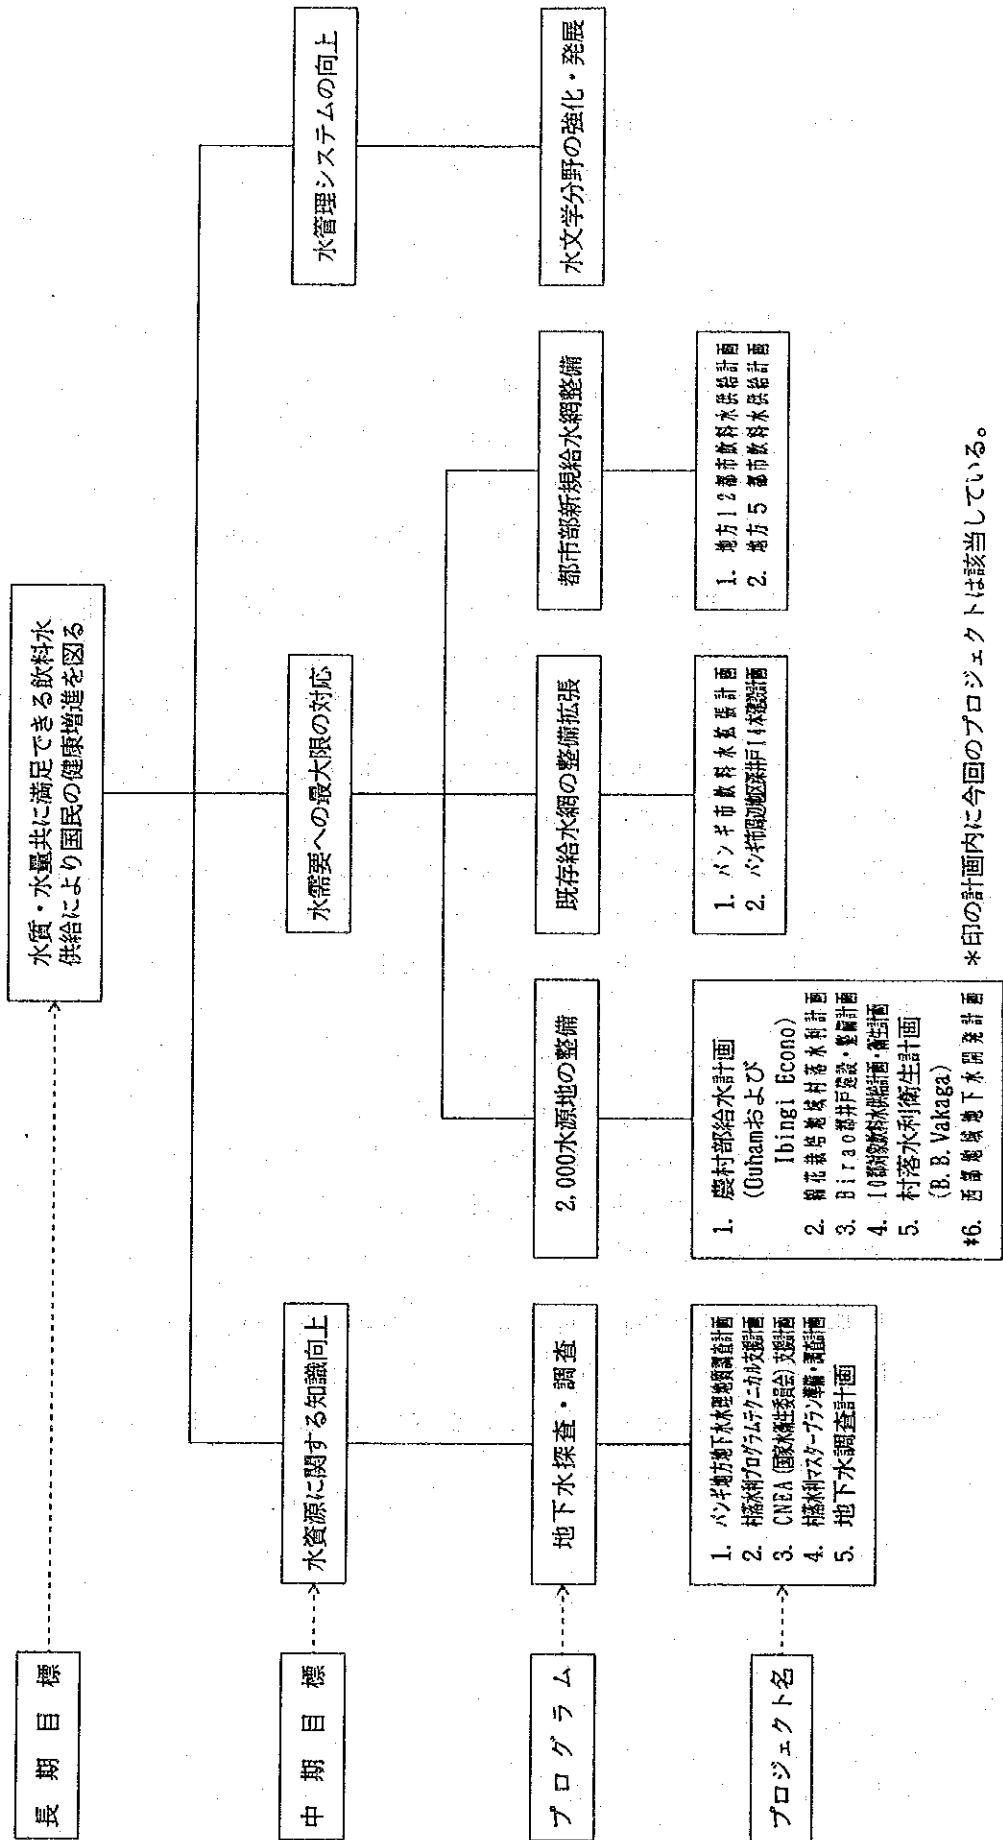 長期目標
水質・水量共に満足できる飲料水
供給により国民の健康増進を図る
中期目標
水資源に関する知識向上
水需要への最大限の対応
水管理システムの向上
プログラム
地下水探査・調査
2,000水源地の整備
既存給水網の整備拡張
都市部新規給水網整備
水文学分野の強化・発展
プロジェクト名
1. バンギ地方地下水水理地質調査計画
2. 村落水利プログラムテクニカル支援計画
3. CNEA(国家水衛生委員会)支援計画
4. 村落水利マスタープラン準備・調査計画
5. 地下水調査計画
1. 農村部給水計画
(Ouhamおよび
Ibingi Econo)
2. 綿花栽培地域村落水利計画
3. Birao郡井戸建設・整備計画
4. 10郡対象飲料水供給計画・衛生計画
5. 村落水利衛生計画
(B.B.Vakaga)
*6. 西部地域地下水開発計画
1. バンギ市飲料水拡張計画
2. バンギ市周辺地区深井戸14本建設計画
1. 地方12都市飲料水供給計画
2. 地方5 都市飲料水供給計画
*印の計画内に今回のプロジェクトは該当している。